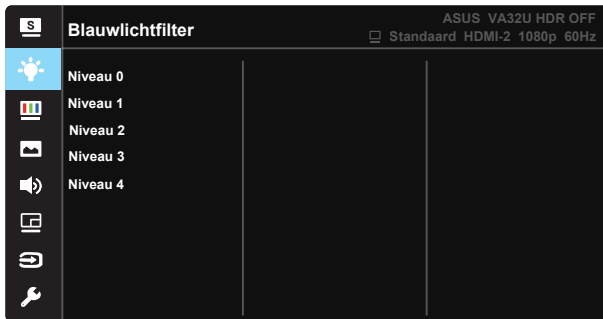 S
Blauwlichtfilter
ASUS VA32U HDR OFF
Standaard HDMI-2 1080p 60Hz
Niveau 0
Niveau 1
Niveau 2
Niveau 3
Niveau 4